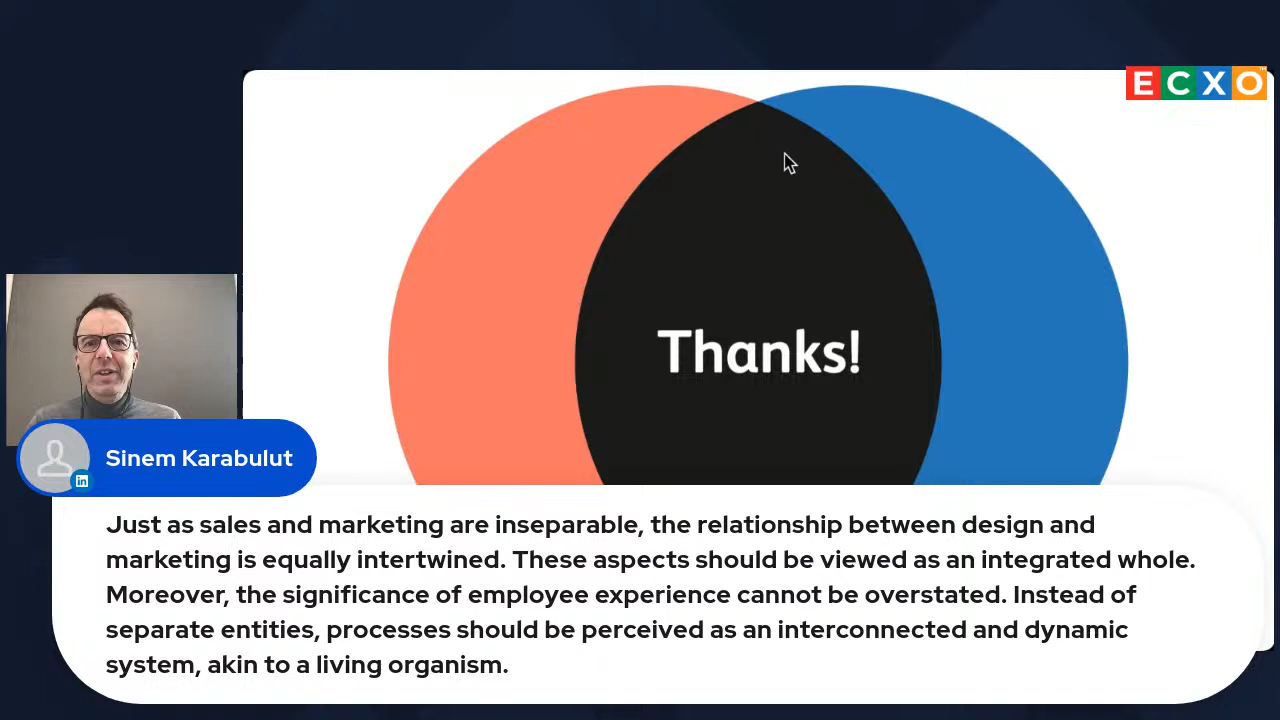 ECXO
Thanks!
Sinem Karabulut
in
Just as sales and marketing are inseparable, the relationship between design and
marketing is equally intertwined. These aspects should be viewed as an integrated whole.
Moreover, the significance of employee experience cannot be overstated. Instead of
separate entities, processes should be perceived as an interconnected and dynamic
system, akin to a living organism.